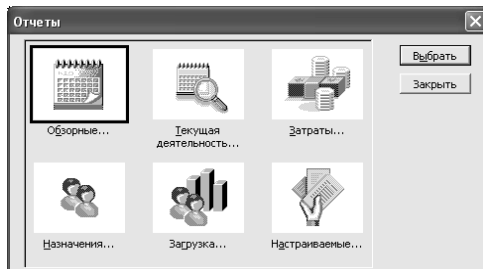 Отчеты
Выбрать
Закрыть
Обзорные...
Текущая
деятельность...
Затраты...
Назначения...
Загрузка...
Настраиваемые...